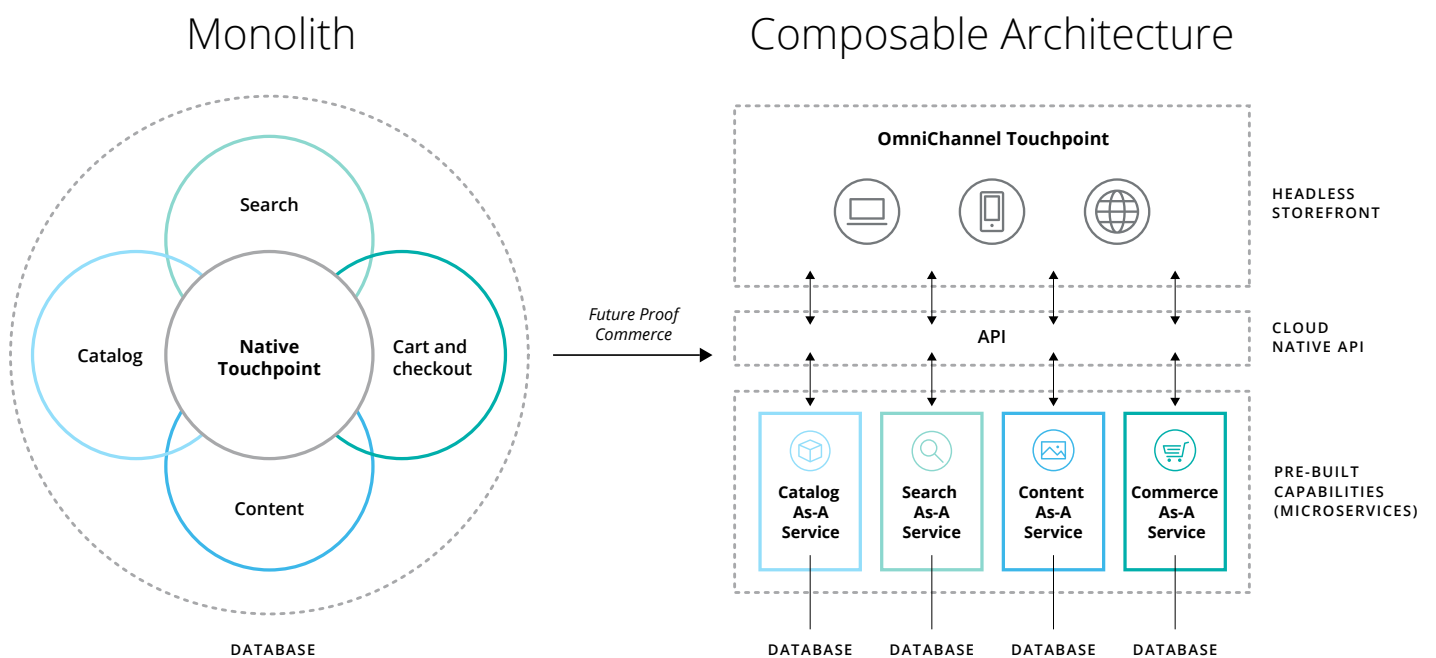 Monolith
Search
Catalog
Native
Touchpoint
Cart and
checkout
Content
DATABASE
Future Proof
Commerce
Composable Architecture
OmniChannel Touchpoint
HEADLESS
STOREFRONT
API
CLOUD
NATIVE API
Catalog
As-A
Service
Search
As-A
Service
Content
As-A
Service
Commerce
As-A
Service
PRE-BUILT
CAPABILITIES
(MICROSERVICES)
DATABASE
DATABASE
DATABASE
DATABASE